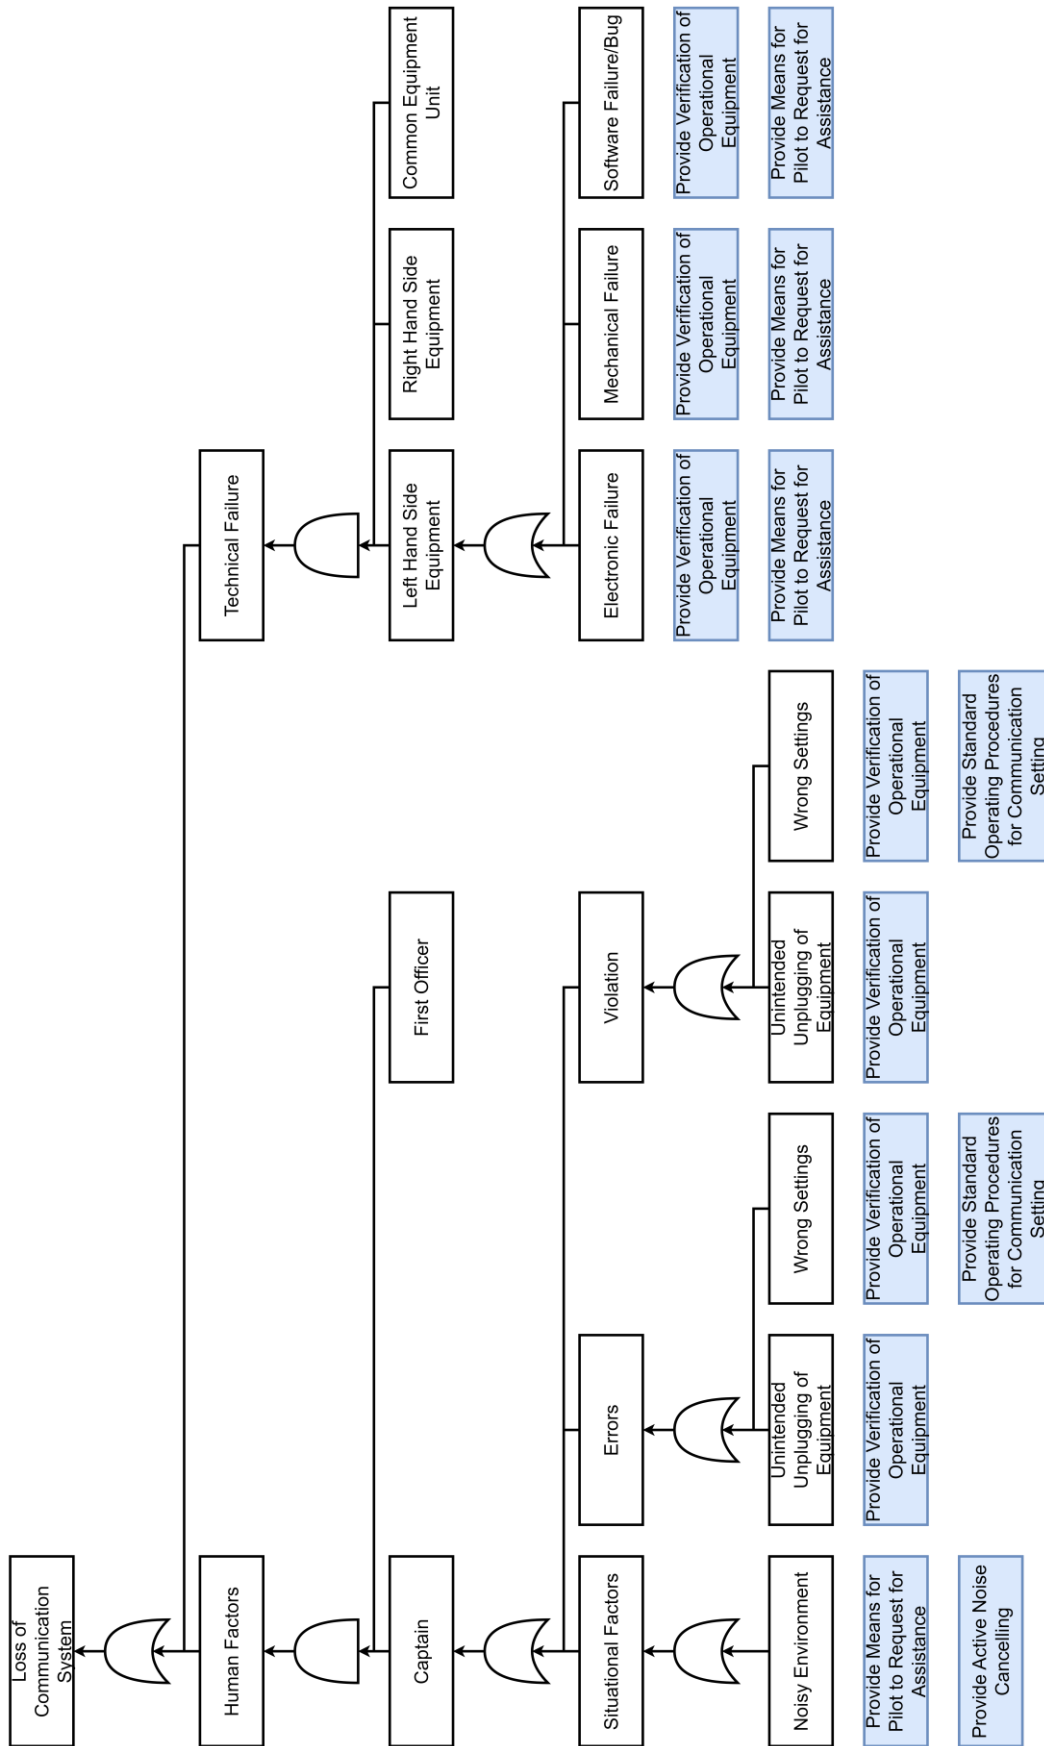 Loss of
Communication
System
Human Factors
Technical Failure
Captain
First Officer
Left Hand Side
Equipment
Right Hand Side
Equipment
Common Equipment
Unit
Situational Factors
Errors
Violation
Electronic Failure
Mechanical Failure
Software Failure/Bug
Provide Verification of
Operational
Equipment
Provide Verification of
Operational
Equipment
Provide Verification of
Operational
Equipment
Noisy Environment
Unintended
Unplugging of
Equipment
Wrong Settings
Unintended
Unplugging of
Equipment
Wrong Settings
Provide Means for
Pilot to Request for
Assistance
Provide Means for
Pilot to Request for
Assistance
Provide Means for
Pilot to Request for
Assistance
Provide Means for
Pilot to Request for
Assistance
Provide Verification of
Operational
Equipment
Provide Verification of
Operational
Equipment
Provide Verification of
Operational
Equipment
Provide Verification of
Operational
Equipment
Provide Active Noise
Cancelling
Provide Standard
Operating Procedures
for Communication
Setting
Provide Standard
Operating Procedures
for Communication
Setting